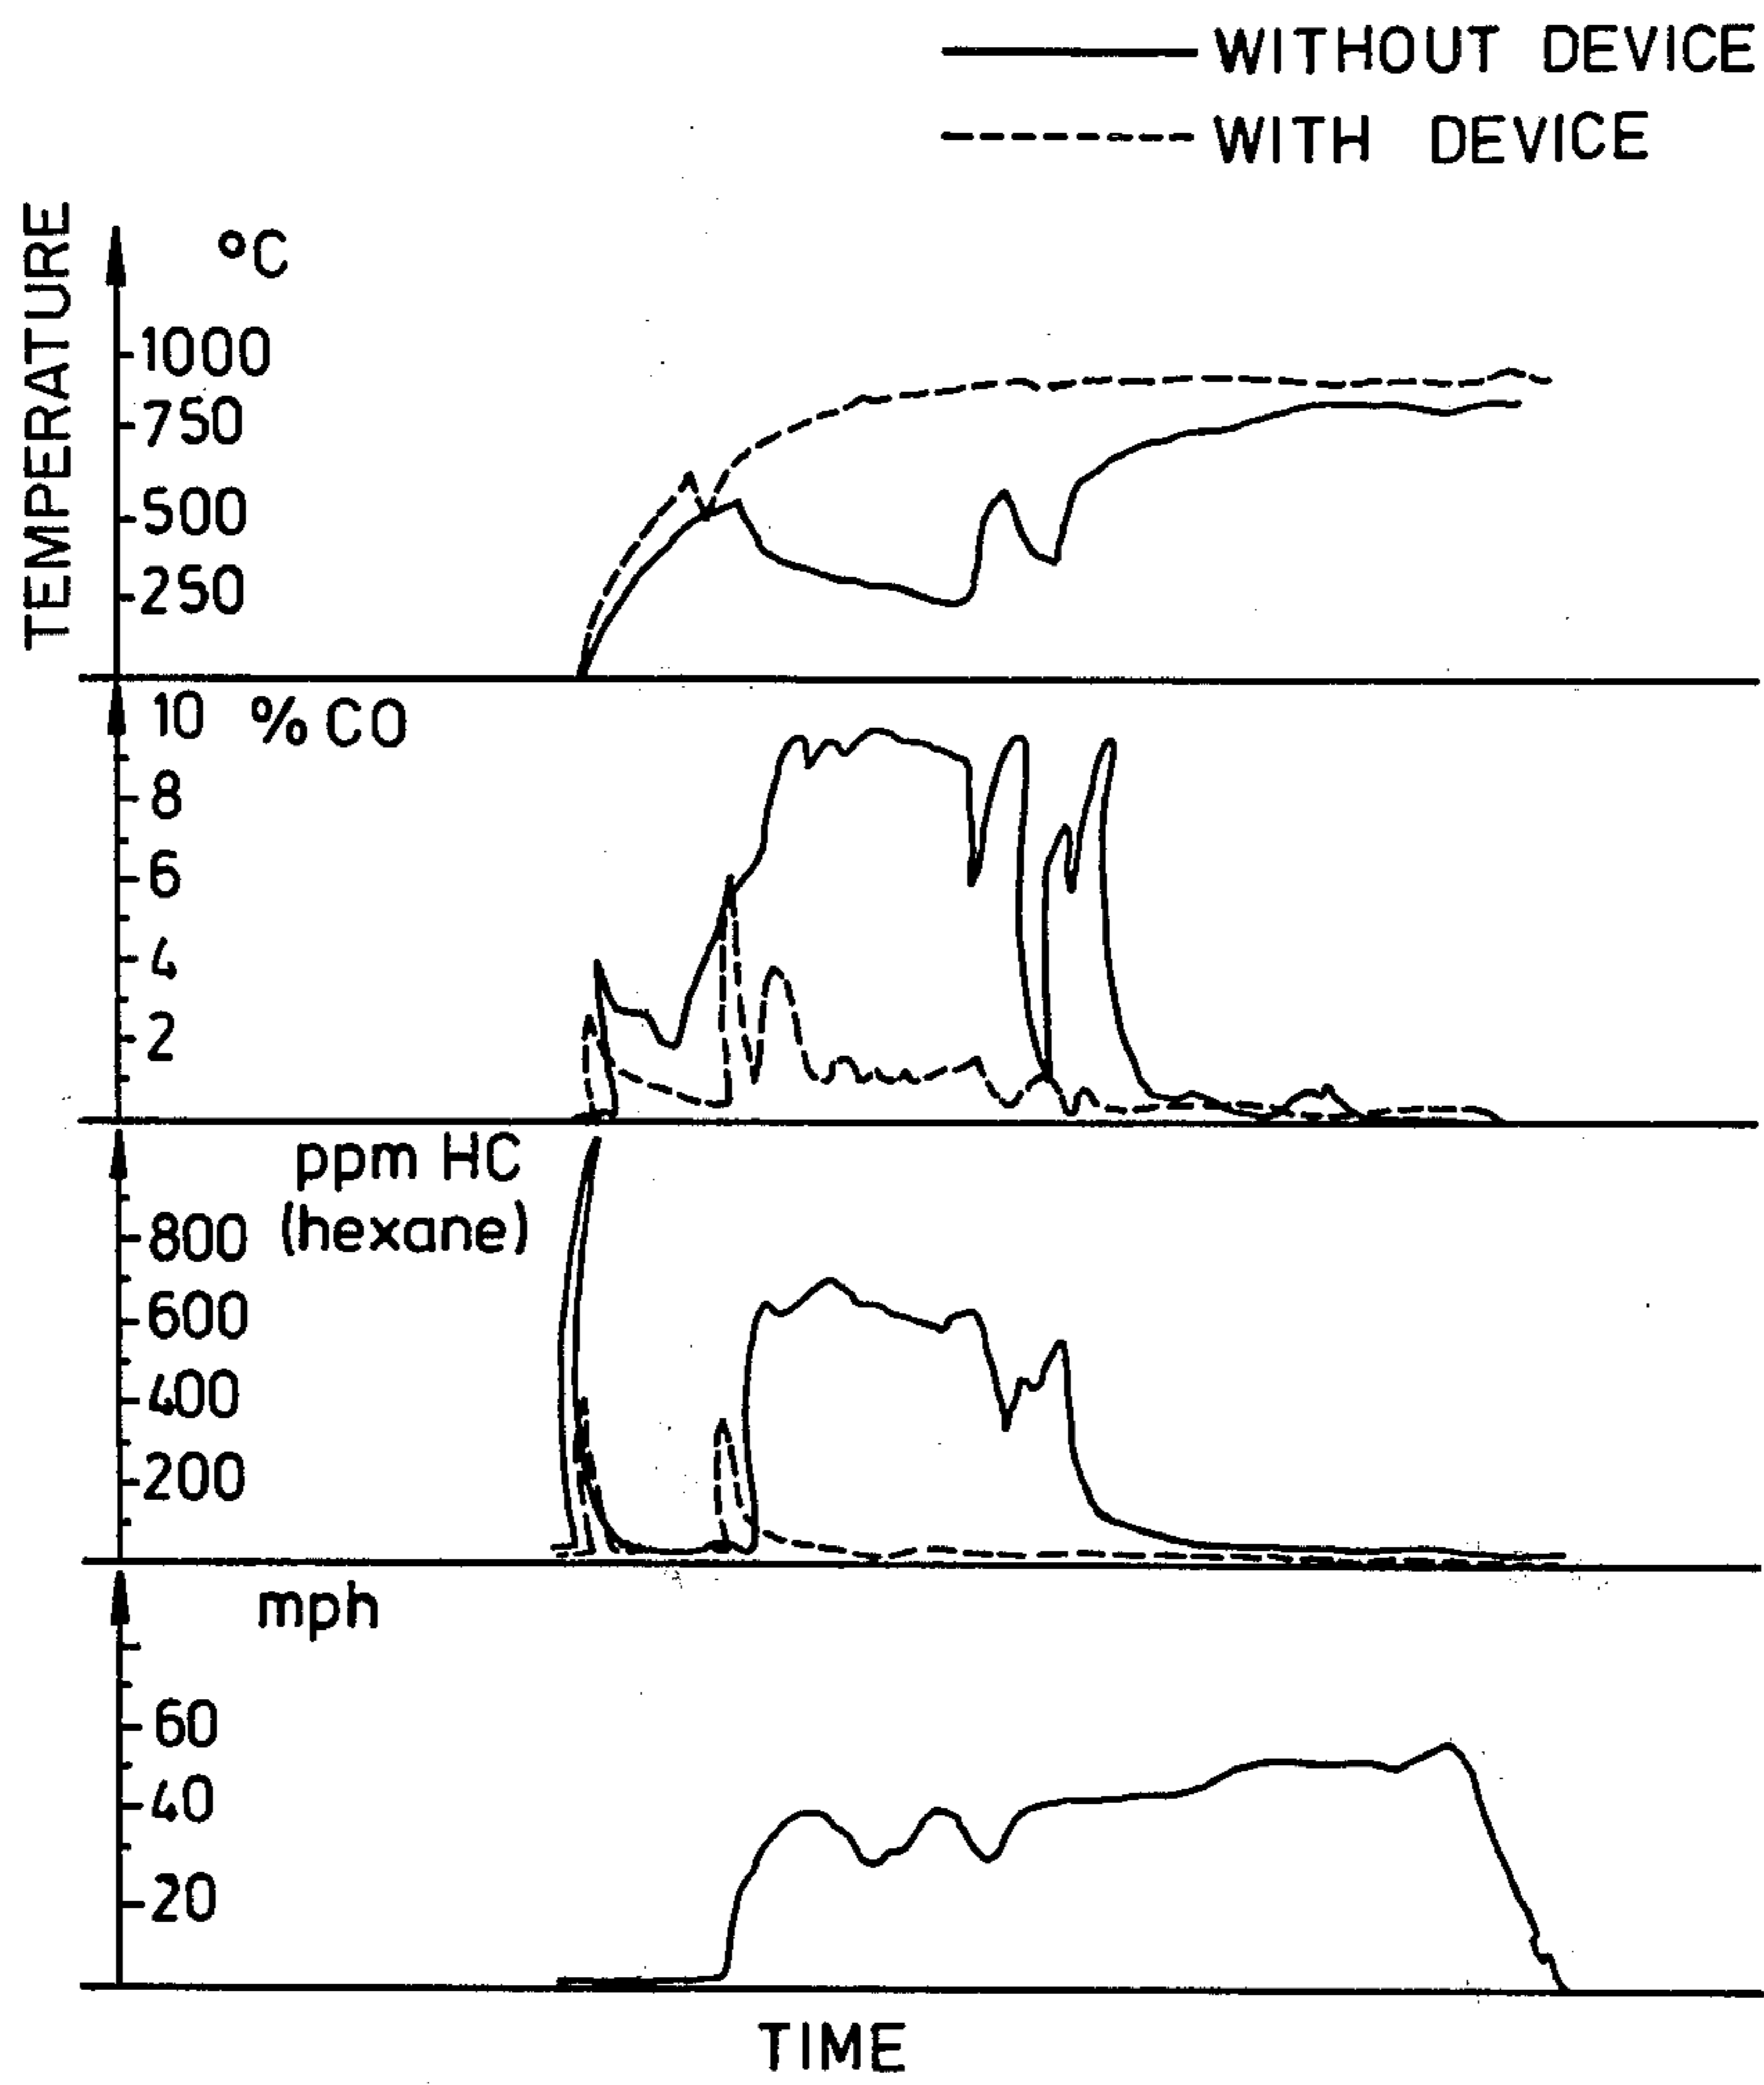 WITHOUT DEVICE
WITH DEVICE
TEMPERATURE
°C
1000
750
500
250
10 % CO
8
6
4
2
ppm HC
800 (hexane)
600
400
200
mph
60
40
20
TIME